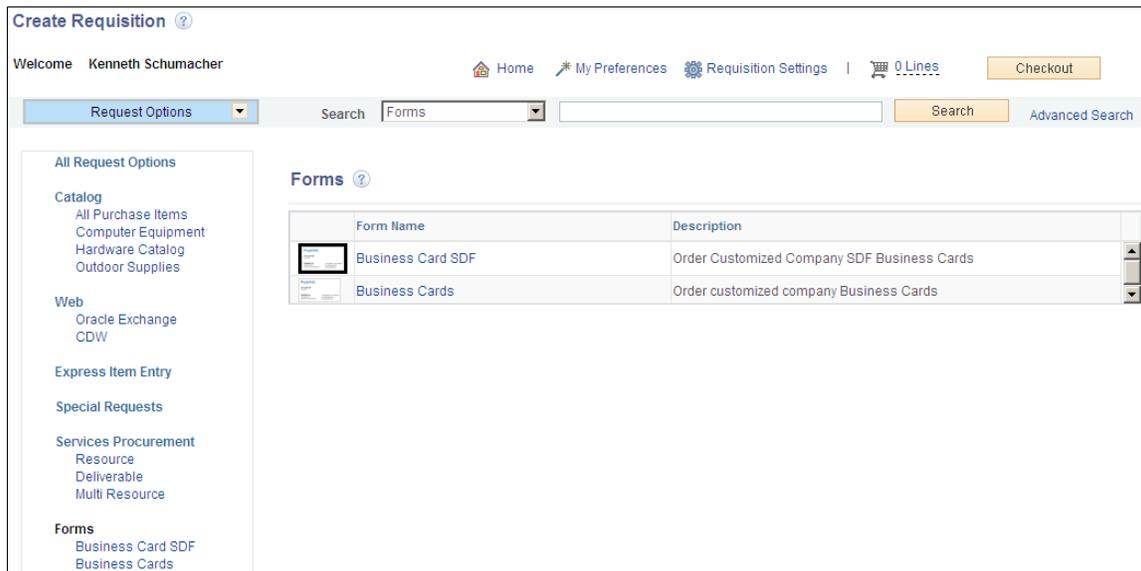 Create Requisition ?
Welcome Kenneth Schumacher
Home My Preferences Requisition Settings | 0 Lines Checkout
Request Options Search Forms Search Advanced Search
All Request Options
Catalog
All Purchase Items
Computer Equipment
Hardware Catalog
Outdoor Supplies
Web
Oracle Exchange
CDW
Express Item Entry
Special Requests
Services Procurement
Resource
Deliverable
Multi Resource
Forms
Business Card SDF
Business Cards
Forms ?
Form Name Description
Business Card SDF Order Customized Company SDF Business Cards
Business Cards Order customized company Business Cards